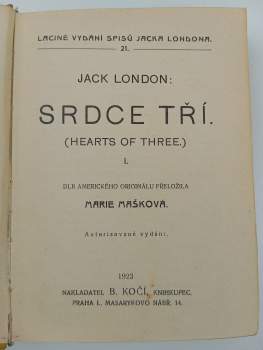 LACINÉ VYDÁNÍ SPISŮ JACKA LONDONA.
21.
JACK LONDON:
SRDCE TŘÍ.
(HEARTS OF THREE.)
I.
DLE AMERICKÉHO ORIGINÁLU PŘELOŽILA
MARIE MAŠKOVÁ.
Autorizované vydání.
1923
NAKLADATEL B. KOČÍ, KNIHKUPEC,
PRAHA I., MASARYKOVO NÁBŘ. 14.